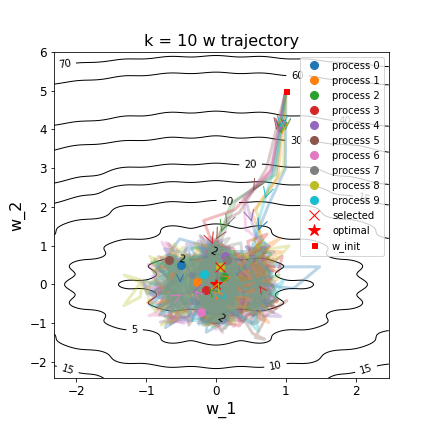 k = 10 w trajectory
w_2
6
5
4
3
2
1
0
−1
−2
70
60
30
20
10
2
2
2
5
10
15
15
process 0
process 1
process 2
process 3
process 4
process 5
process 6
process 7
process 8
process 9
selected
optimal
w_init
−2
−1
0
1
2
w_1